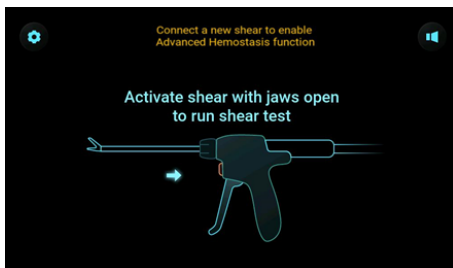 Connect a new shear to enable
Advanced Hemostasis function
Activate shear with jaws open
to run shear test